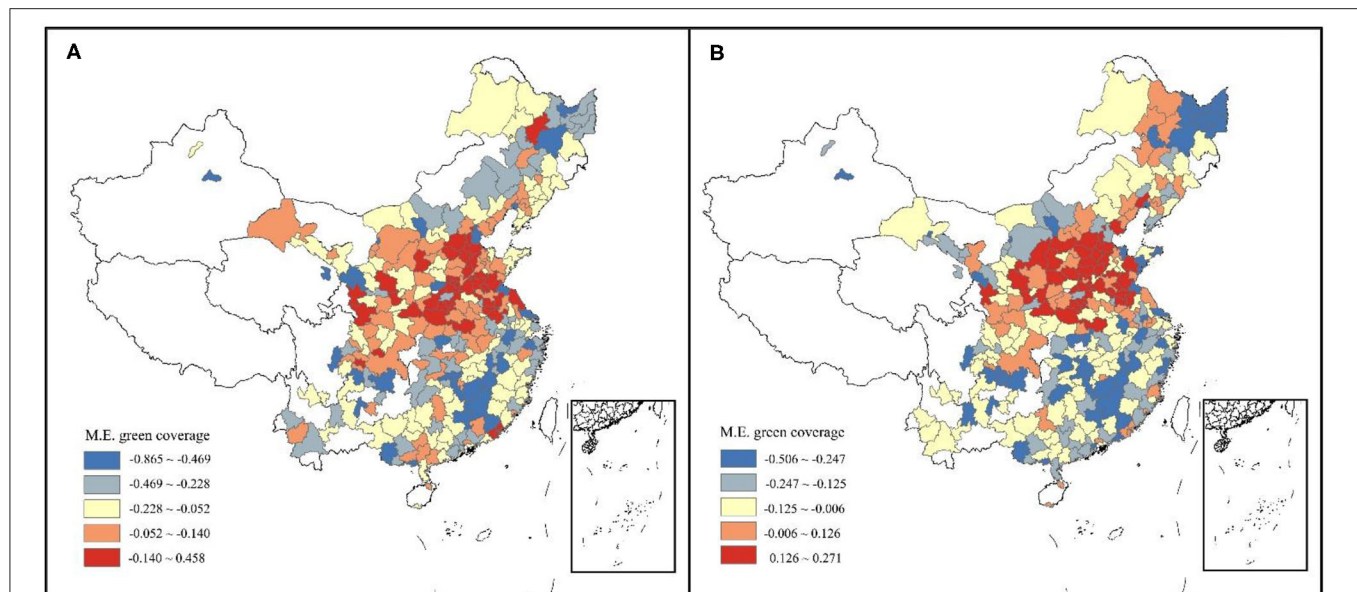 A
M.E. green coverage
-0.865 ~ -0.469
-0.469 ~ -0.228
-0.228 ~ -0.052
-0.052 ~ -0.140
-0.140 ~ 0.458
B
M.E. green coverage
-0.506 ~ -0.247
-0.247 ~ -0.125
-0.125 ~ -0.006
-0.006 ~ 0.126
0.126 ~ 0.271